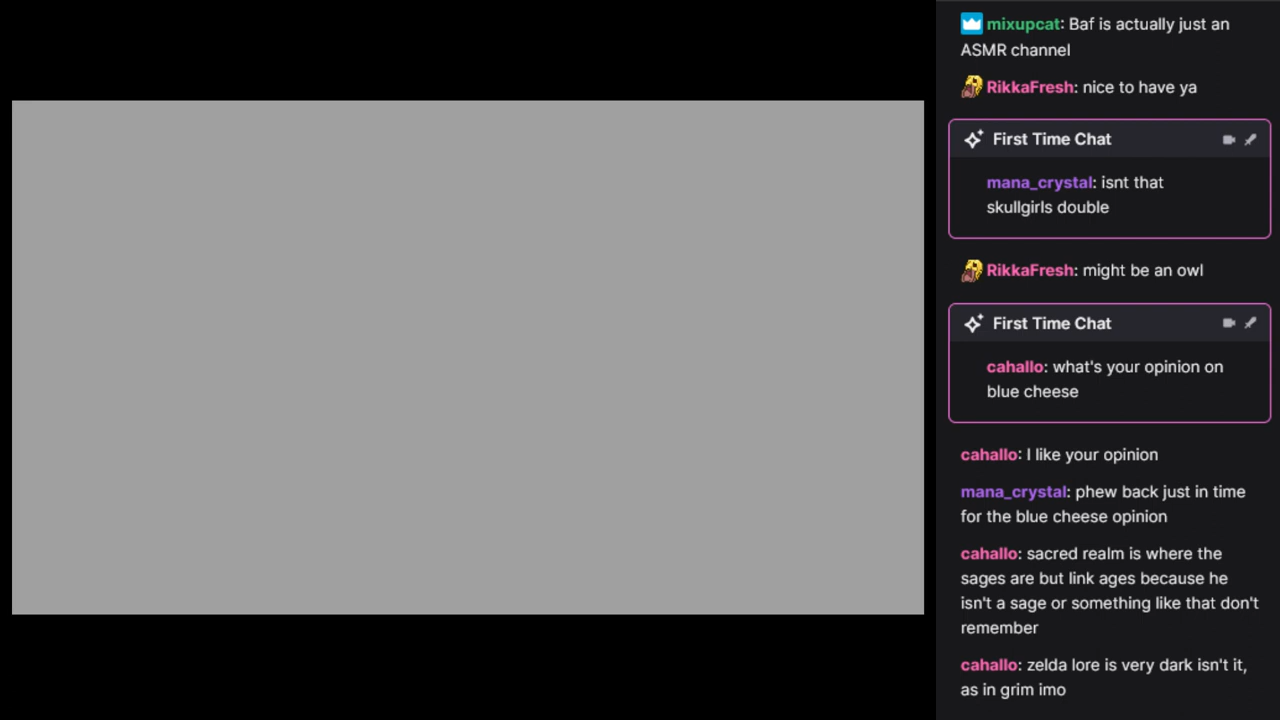 mixupcat: Baf is actually just an
ASMR channel
RikkaFresh: nice to have ya
First Time Chat
mana_crystal: isnt that
skullgirls double
RikkaFresh: might be an owl
First Time Chat
cahallo: what's your opinion on
blue cheese
cahallo: I like your opinion
mana_crystal: phew back just in time
for the blue cheese opinion
cahallo: sacred realm is where the
sages are but link ages because he
isn't a sage or something like that don't
remember
cahallo: zelda lore is very dark isn't it,
as in grim imo